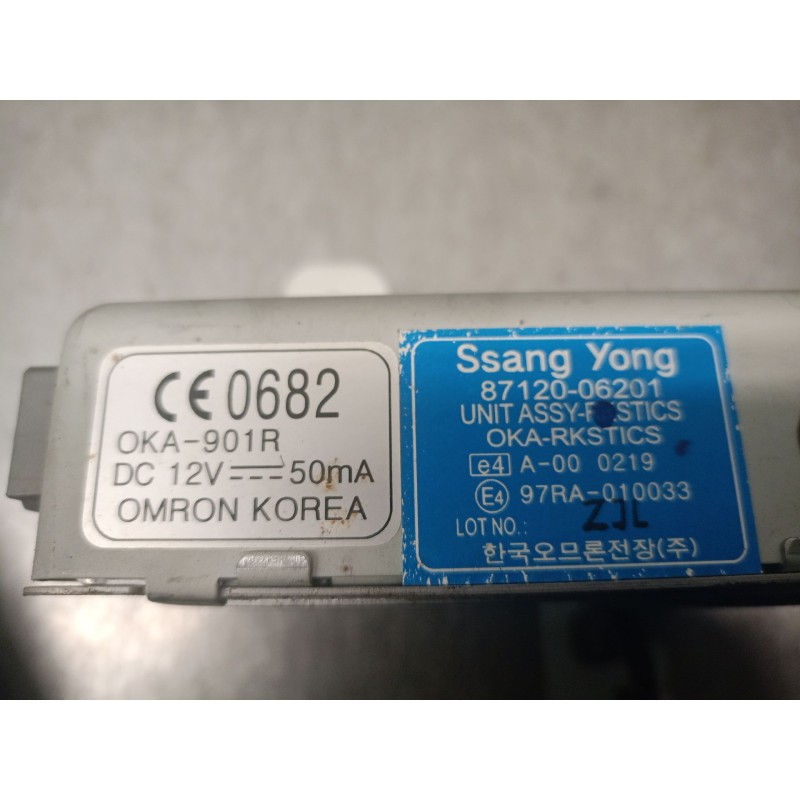 CE 0682
OKA-901R
DC 12V ⎓ 50mA
OMRON KOREA
Ssang Yong
87120-06201
UNIT ASSY-RKSTICS
OKA-RKSTICS
e4 A-00 0219
E4 97RA-010033
LOT NO.: ZJL
한국오므론전장(주)